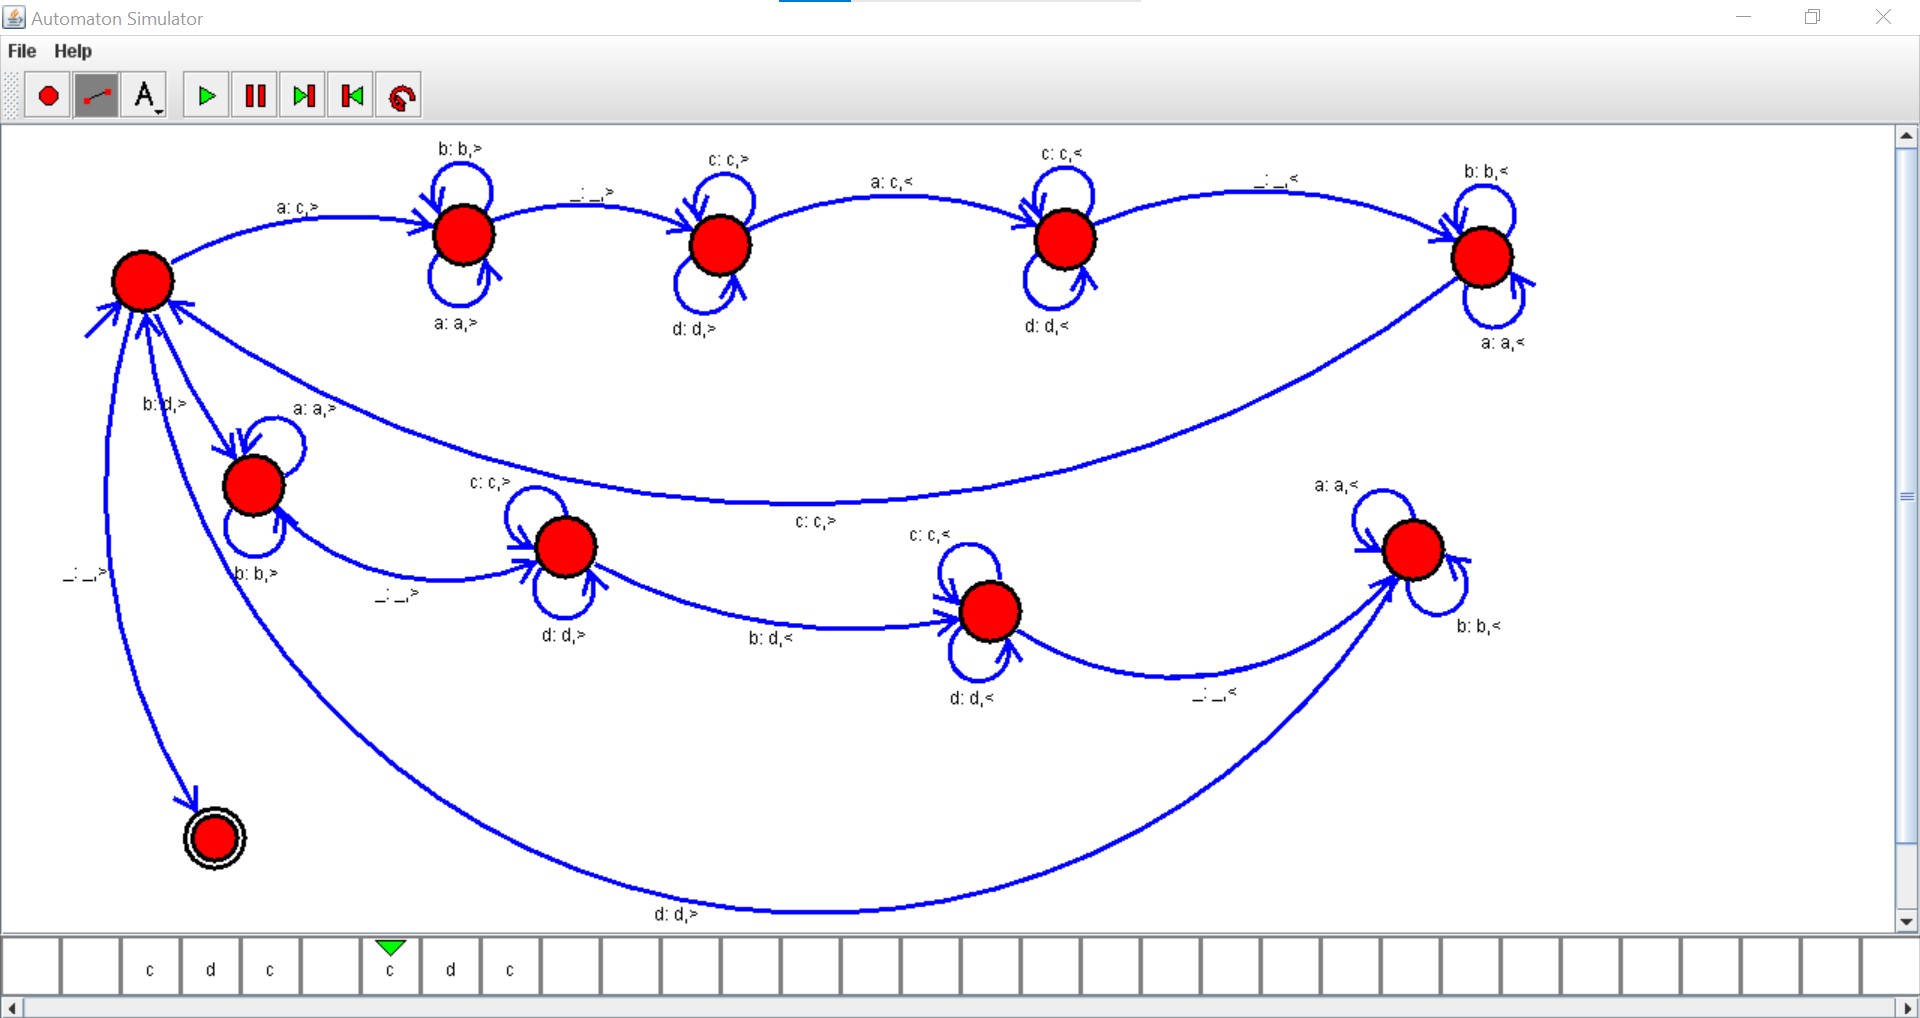 Automaton Simulator
File Help
A
b: b,>
c: c,>
c: c,<
b: b,<
a: c,>
_: _,>
a: c,<
_: _,<
a: a,>
d: d,>
d: d,<
a: a,<
b: d,>
a: a,>
c: c,>
c: c,>
c: c,<
a: a,<
_: _,>
b: b,>
_: _,>
d: d,>
b: d,<
d: d,<
_: _,<
b: b,<
d: d,>
c d c c d c